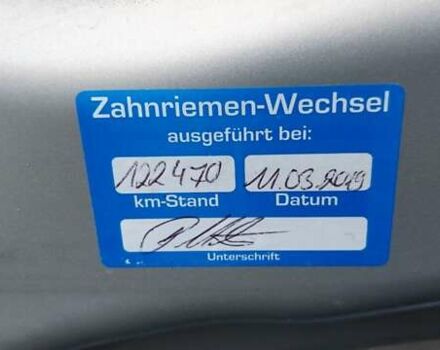 Zahnriemen-Wechsel
ausgeführt bei:
122470 11.03.2019
km-Stand Datum
Unterschrift